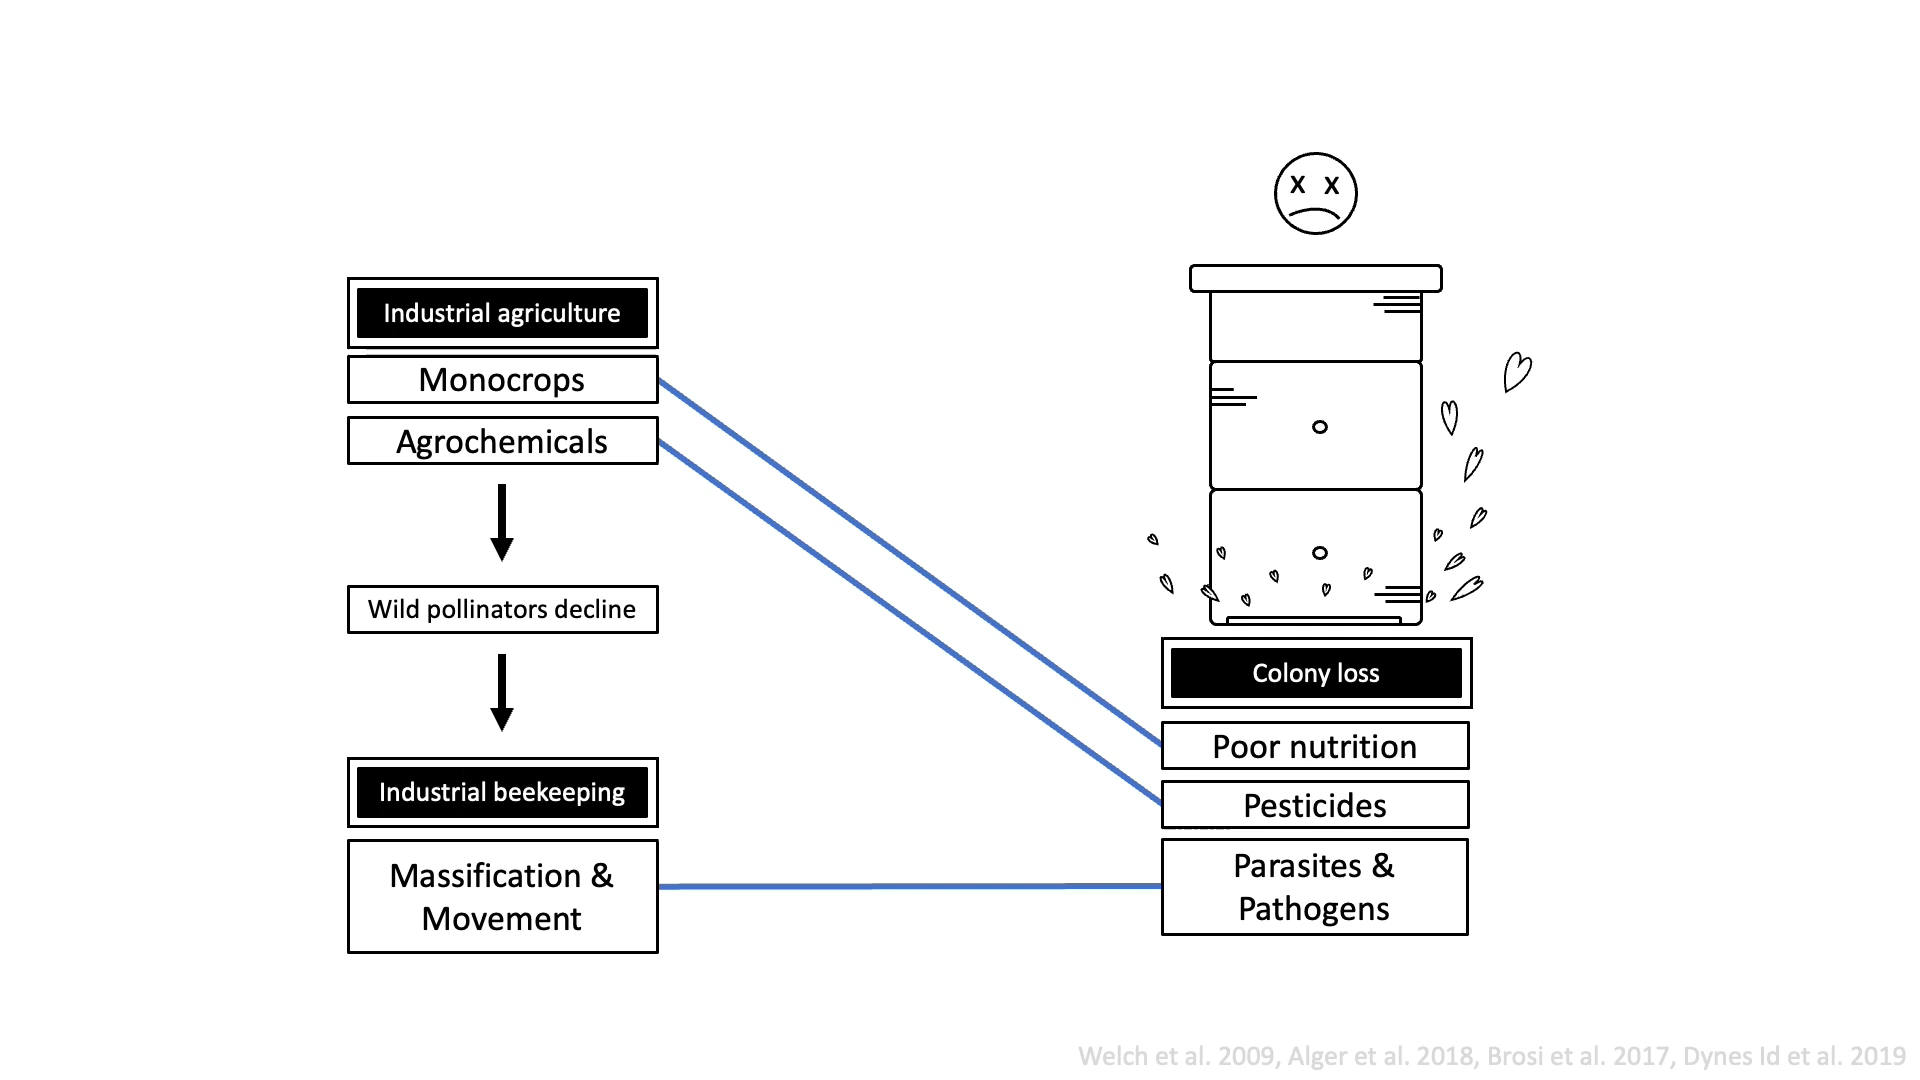 Industrial agriculture
Monocrops
Agrochemicals
Wild pollinators decline
Industrial beekeeping
Massification &
Movement
x x
Colony loss
Poor nutrition
Pesticides
Parasites &
Pathogens
Welch et al. 2009, Alger et al. 2018, Brosi et al. 2017, Dynes Id et al. 2019